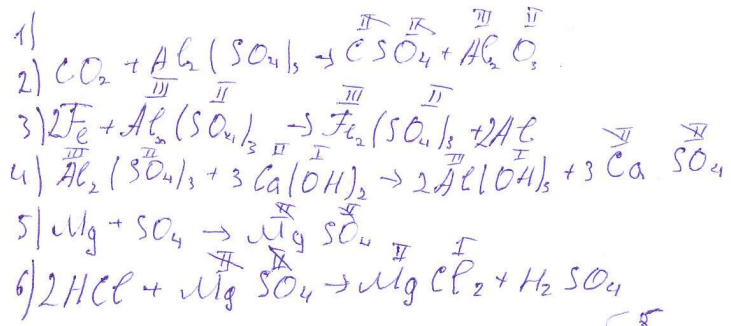 1)
2) CO₂ + Al₂(SO₄)₃ → CSO₄ + Al₂O₃
3) 2Fe + Al₂(SO₄)₃ → Fe₂(SO₄)₃ + 2Al
4) Al₂(SO₄)₃ + 3Ca(OH)₂ → 2Al(OH)₃ + 3CaSO₄
5) Mg + SO₄ → MgSO₄
6) 2HCl + MgSO₄ → MgCl₂ + H₂SO₄